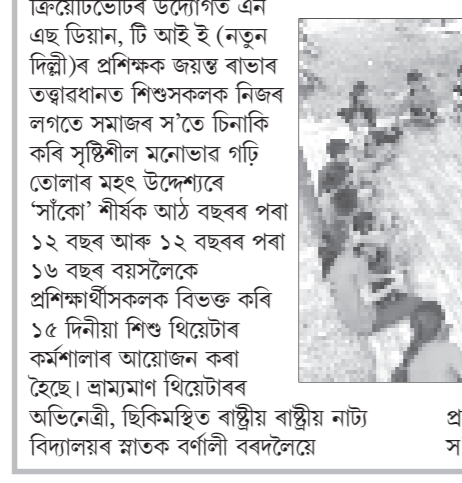 ক্ৰিয়েটিভৰ উদ্যোগত এন
এছ ডিয়ান, টি আই ই (নতুন
দিল্লী)ৰ প্ৰশিক্ষক জয়ন্ত ৰাভাৰ
তত্ত্বাৱধানত শিশুসকলক নিজৰ
লগতে সমাজৰ স'তে চিনাকি
কৰি সৃষ্টিশীল মনোভাৱ গঢ়ি
তোলাৰ মহৎ উদ্দেশ্যৰে
‘সাঁকো’ শীৰ্ষক আঠ বছৰৰ পৰা
১২ বছৰ আৰু ১২ বছৰৰ পৰা
১৬ বছৰ বয়সলৈকে
প্ৰশিক্ষাৰ্থীসকলক বিভক্ত কৰি
১৫ দিনীয়া শিশু থিয়েটাৰ
কৰ্মশালাৰ আয়োজন কৰা
হৈছে। ভ্ৰাম্যমাণ থিয়েটাৰৰ
অভিনেত্ৰী, ছিকিমস্থিত ৰাষ্ট্ৰীয় ৰাষ্ট্ৰীয় নাট্য
বিদ্যালয়ৰ স্নাতক বৰ্ণালী বৰদলৈয়ে
প্ৰ
স